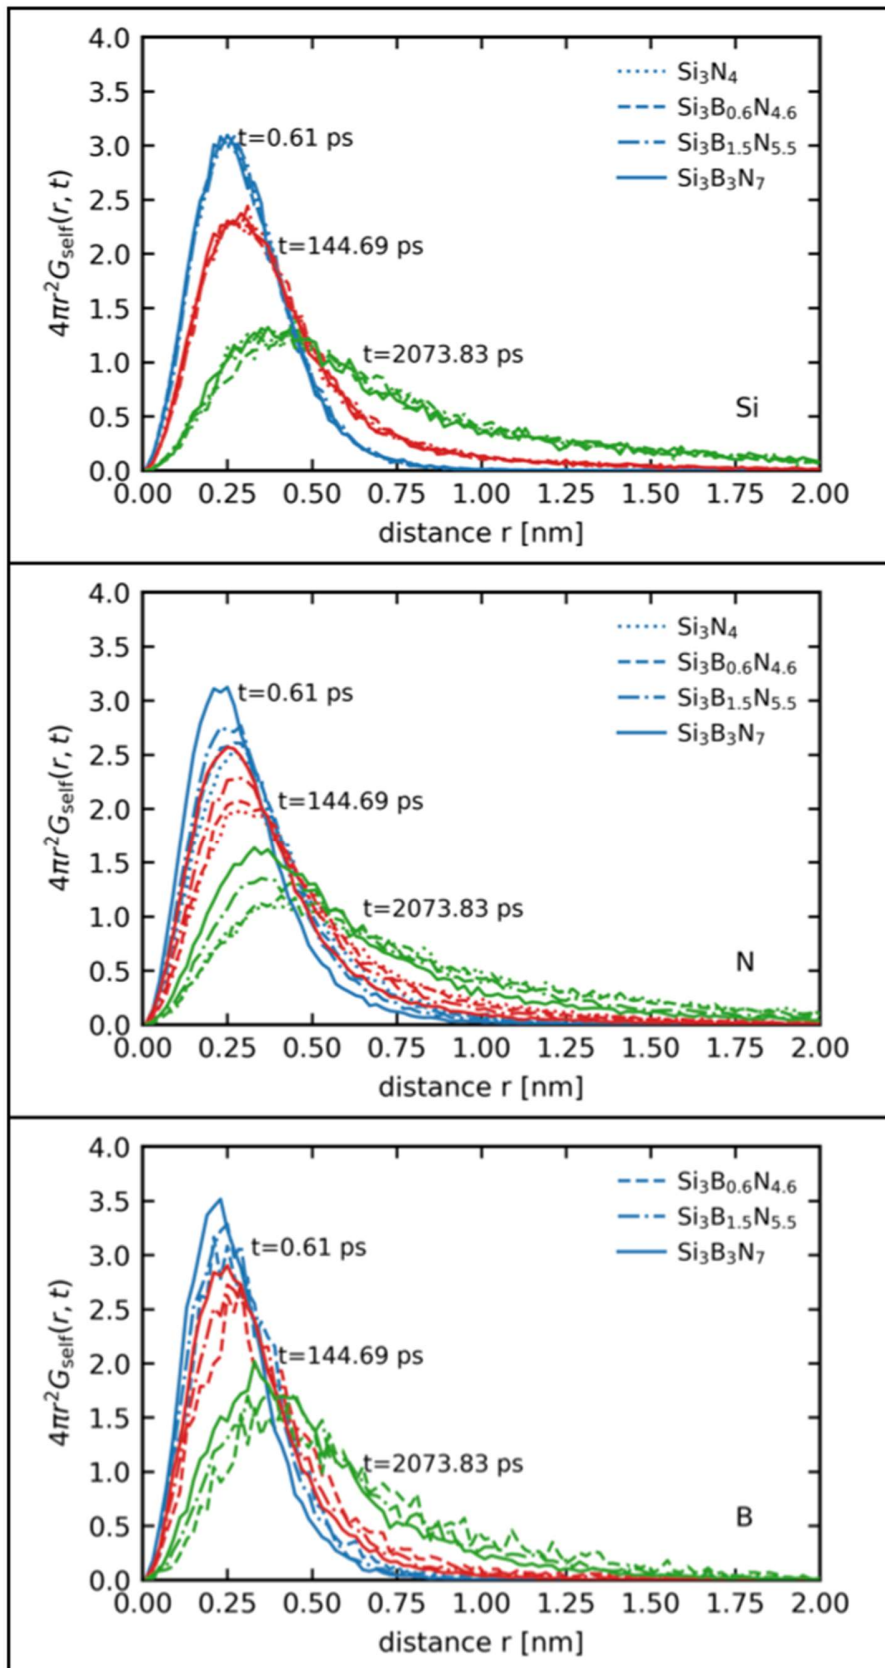 4.0
3.5
3.0
2.5
2.0
1.5
1.0
0.5
0.0
4πr²G_self(r, t)
Si₃N₄
Si₃B₀.₆N₄.₆
Si₃B₁.₅N₅.₅
Si₃B₃N₇
t=0.61 ps
t=144.69 ps
t=2073.83 ps
Si
0.00 0.25 0.50 0.75 1.00 1.25 1.50 1.75 2.00
distance r [nm]
4.0
3.5
3.0
2.5
2.0
1.5
1.0
0.5
0.0
4πr²G_self(r, t)
Si₃N₄
Si₃B₀.₆N₄.₆
Si₃B₁.₅N₅.₅
Si₃B₃N₇
t=0.61 ps
t=144.69 ps
t=2073.83 ps
N
0.00 0.25 0.50 0.75 1.00 1.25 1.50 1.75 2.00
distance r [nm]
4.0
3.5
3.0
2.5
2.0
1.5
1.0
0.5
0.0
4πr²G_self(r, t)
Si₃B₀.₆N₄.₆
Si₃B₁.₅N₅.₅
Si₃B₃N₇
t=0.61 ps
t=144.69 ps
t=2073.83 ps
B
0.00 0.25 0.50 0.75 1.00 1.25 1.50 1.75 2.00
distance r [nm]